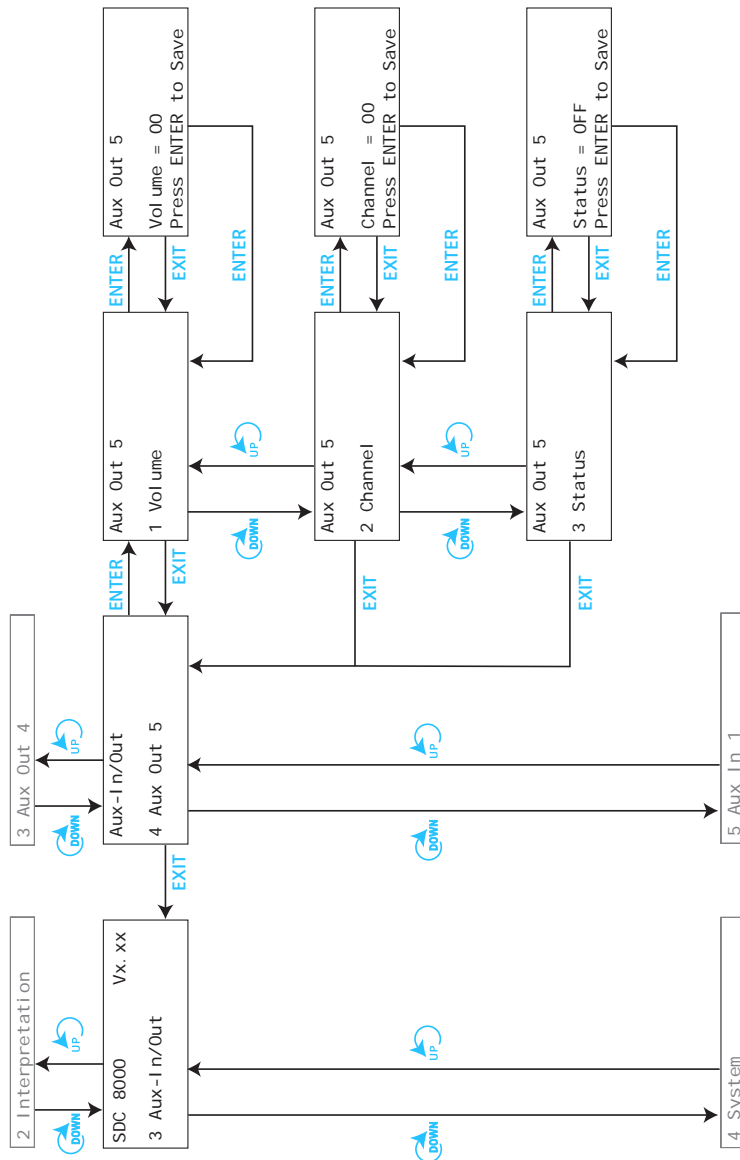 2 Interpretation
DOWN
UP
SDC 8000 Vx.xx
3 Aux-In/Out
DOWN
UP
4 System
EXIT
3 Aux Out 4
DOWN
UP
Aux-In/Out
4 Aux Out 5
DOWN
UP
5 Aux In 1
ENTER
EXIT
EXIT
EXIT
Aux Out 5
1 Volume
DOWN
UP
Aux Out 5
2 Channel
DOWN
UP
Aux Out 5
3 Status
ENTER
EXIT
ENTER
ENTER
EXIT
ENTER
ENTER
EXIT
ENTER
Aux Out 5
Volume = 00
Press ENTER to Save
Aux Out 5
Channel = 00
Press ENTER to Save
Aux Out 5
Status = OFF
Press ENTER to Save